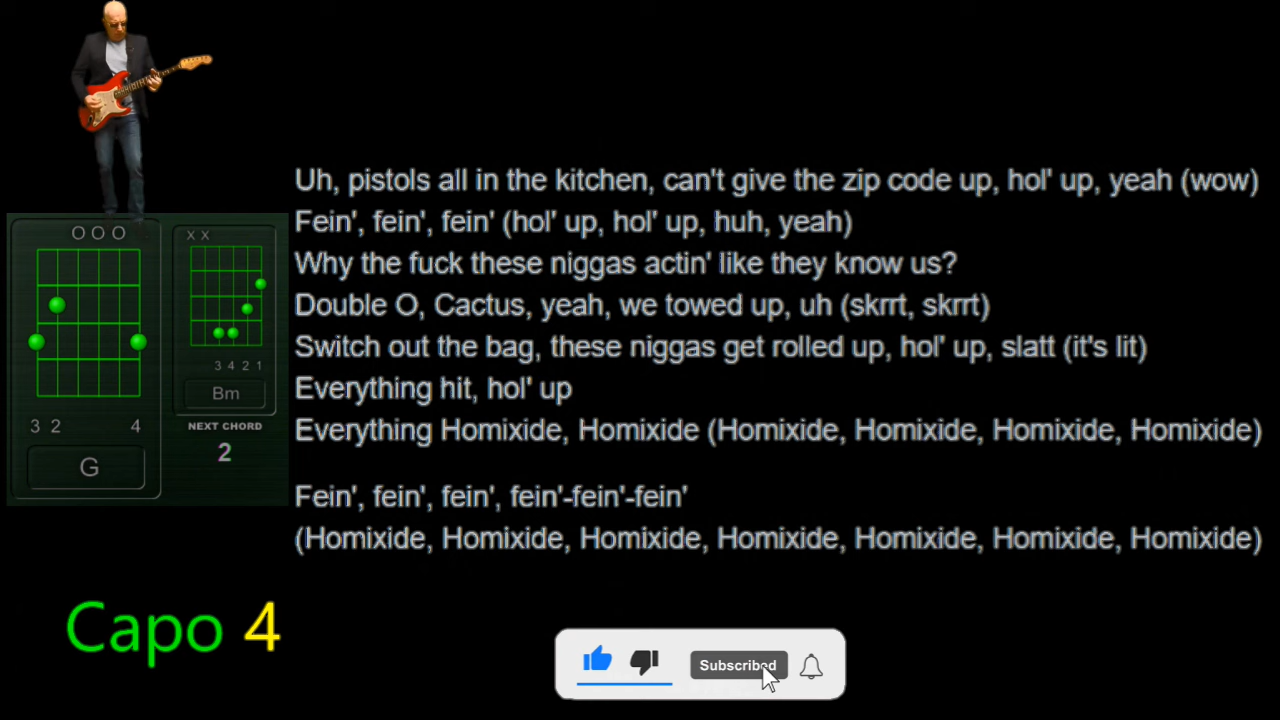 Uh, pistols all in the kitchen, can't give the zip code up, hol' up, yeah (wow)
Fein', fein', fein' (hol' up, hol' up, huh, yeah)
Why the fuck these niggas actin' like they know us?
Double O, Cactus, yeah, we towed up, uh (skrrt, skrrt)
Switch out the bag, these niggas get rolled up, hol' up, slatt (it's lit)
Everything hit, hol' up
Everything Homixide, Homixide (Homixide, Homixide, Homixide, Homixide)
Fein', fein', fein', fein'-fein'-fein'
(Homixide, Homixide, Homixide, Homixide, Homixide, Homixide, Homixide)
O O O
3 2 4
G
X X
3 4 2 1
Bm
NEXT CHORD
2
Capo 4
Subscribed